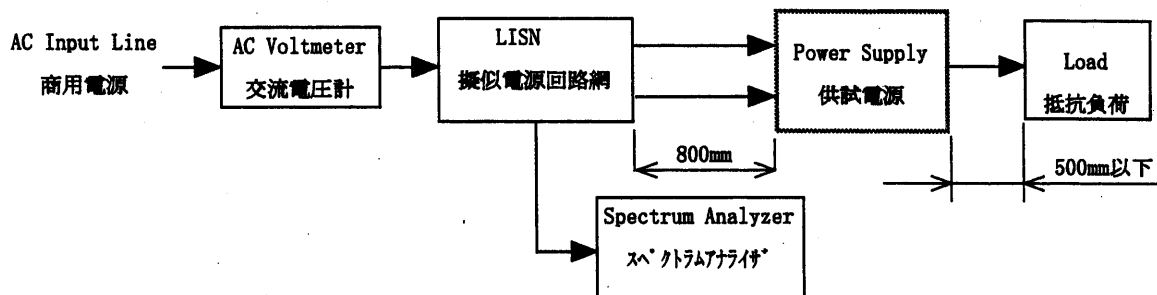 AC Input Line
商用電源
AC Voltmeter
交流電圧計
LISN
擬似電源回路網
Power Supply
供試電源
Load
抵抗負荷
800mm
500mm以下
Spectrum Analyzer
ｽﾍﾟｸﾄﾗﾑｱﾅﾗｲｻﾞ